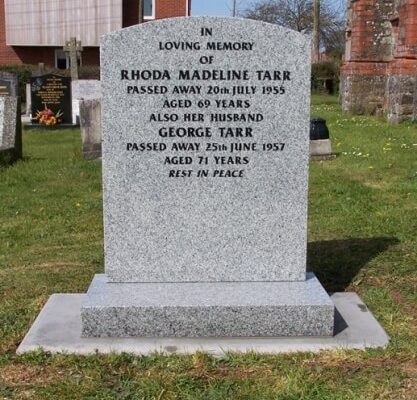 IN
LOVING MEMORY
OF
RHODA MADELINE TARR
PASSED AWAY 20TH JULY 1955
AGED 69 YEARS
ALSO HER HUSBAND
GEORGE TARR
PASSED AWAY 25TH JUNE 1957
AGED 71 YEARS
REST IN PEACE